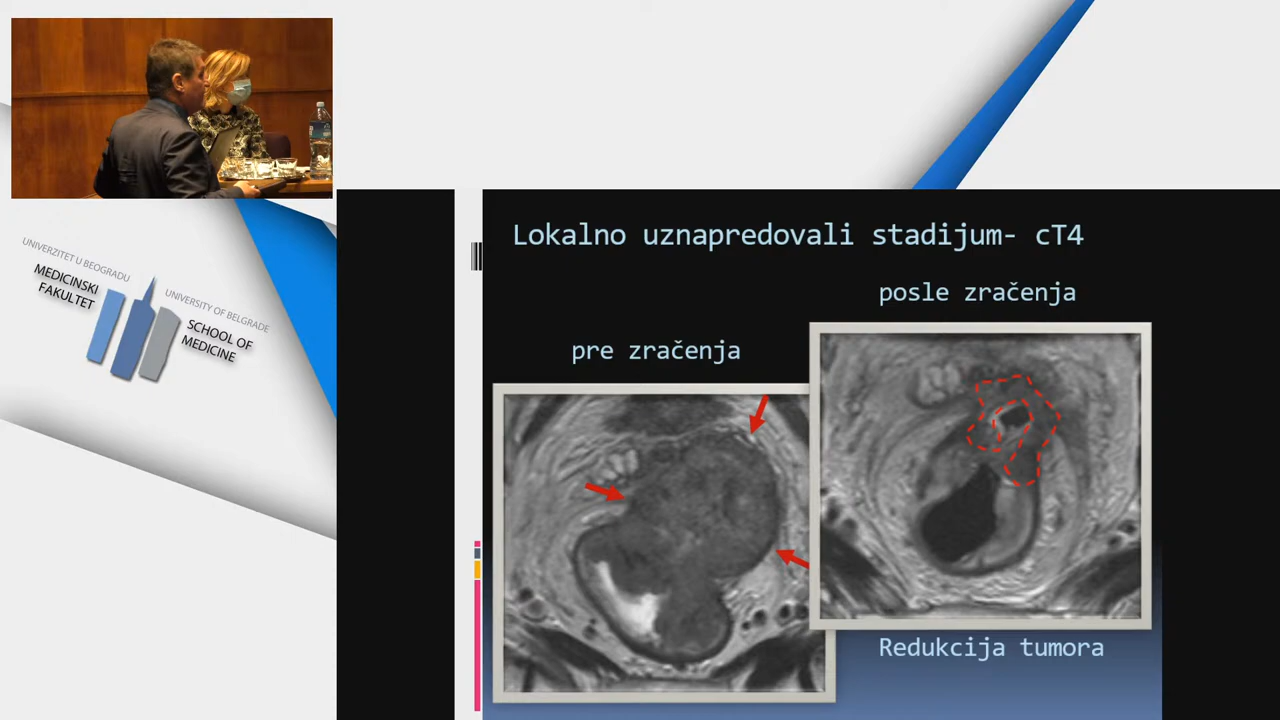 UNIVERZITET U BEOGRADU
MEDICINSKI
FAKULTET
UNIVERSITY OF BELGRADE
SCHOOL OF
MEDICINE
Lokalno uznapredovali stadijum- cT4
posle zračenja
pre zračenja
Redukcija tumora